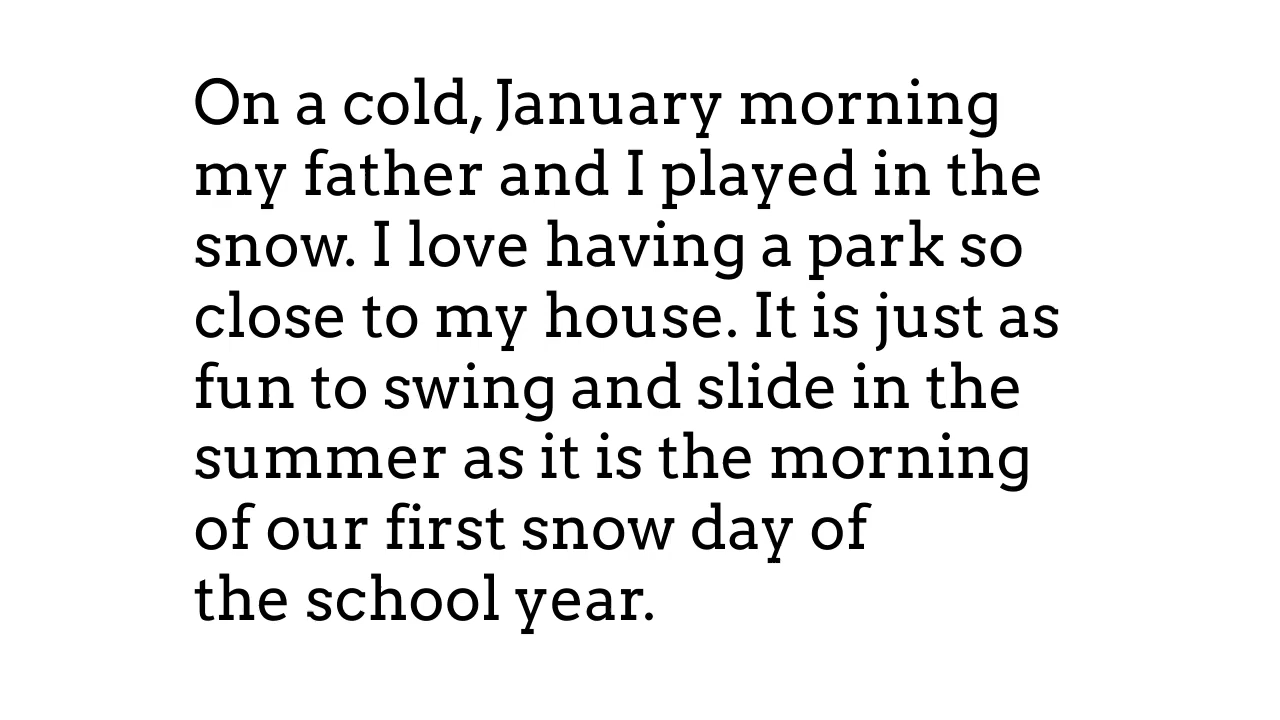 On a cold, January morning
my father and I played in the
snow. I love having a park so
close to my house. It is just as
fun to swing and slide in the
summer as it is the morning
of our first snow day of
the school year.